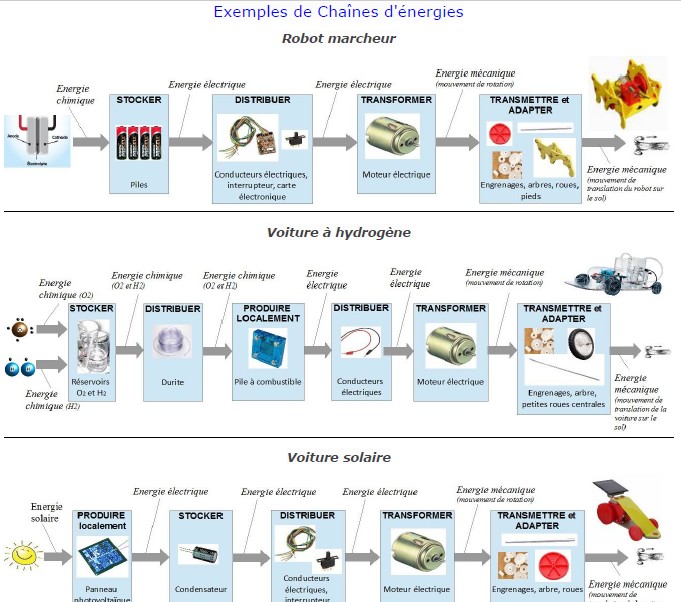 Exemples de Chaînes d'énergies
Robot marcheur
Energie
chimique
STOCKER
Piles
Energie électrique
DISTRIBUER
Conducteurs électriques,
interrupteur, carte
électronique
Energie électrique
TRANSFORMER
Moteur électrique
Energie mécanique
(mouvement de rotation)
TRANSMETTRE et
ADAPTER
Engrenages, arbres, roues,
pieds
Energie mécanique
(mouvement de
translation du robot sur
le sol)
Anode
Cathode
Electrolyte
Voiture à hydrogène
Energie
chimique (O2)
Energie
chimique (H2)
STOCKER
Réservoirs
O2 et H2
Energie chimique
(O2 et H2)
DISTRIBUER
Durite
Energie chimique
(O2 et H2)
PRODUIRE
LOCALEMENT
Pile à combustible
Energie
électrique
DISTRIBUER
Conducteurs
électriques
Energie
électrique
TRANSFORMER
Moteur électrique
Energie mécanique
(mouvement de rotation)
TRANSMETTRE et
ADAPTER
Engrenages, arbre,
petites roues centrales
Energie
mécanique
(mouvement de
translation de la
voiture sur le
sol)
Voiture solaire
Energie
solaire
PRODUIRE
localement
Panneau
photovoltaïque
Energie électrique
STOCKER
Condensateur
Energie électrique
DISTRIBUER
Conducteurs
électriques,
interrupteur
Energie électrique
TRANSFORMER
Moteur électrique
Energie mécanique
(mouvement de rotation)
TRANSMETTRE et
ADAPTER
Engrenages, arbre, roues
Energie mécanique
(mouvement de